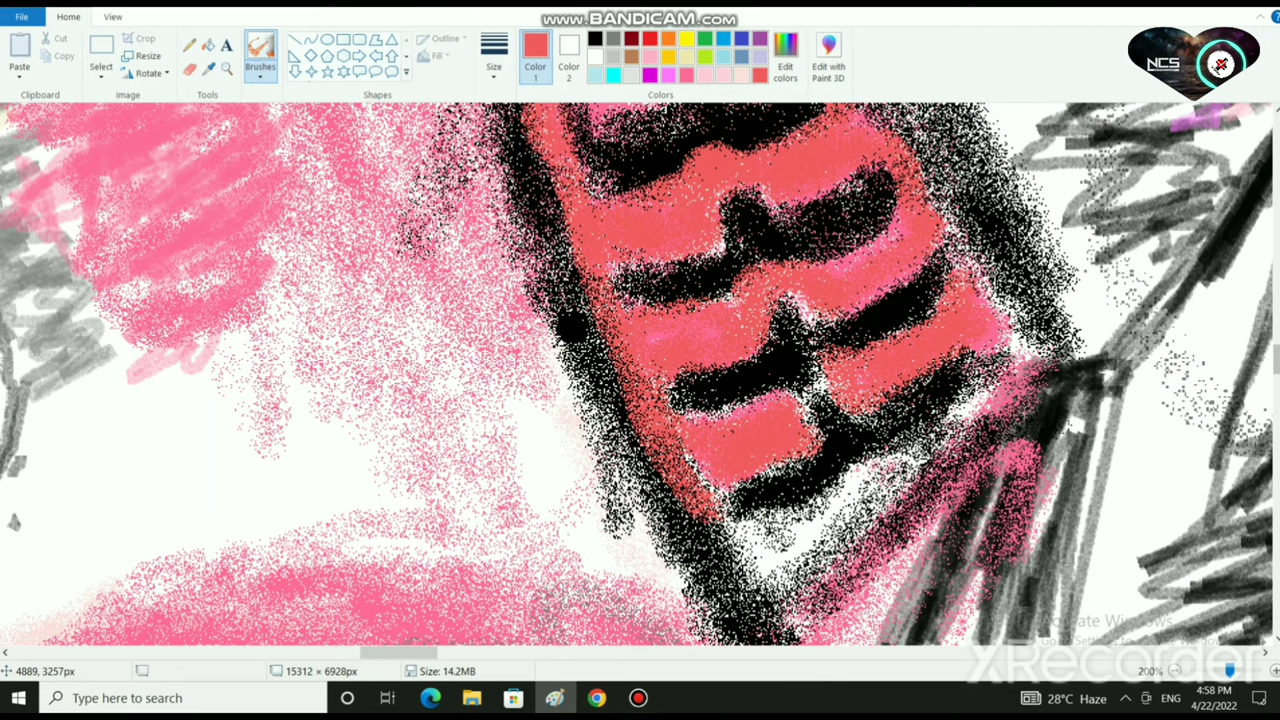 www.BANDICAM.com
File Home View
Paste
Cut
Copy
Clipboard
Select
Crop
Resize
Rotate
Image
Tools
Brushes
Outline
Fill
Shapes
Size
Color 1
Color 2
Edit colors
Colors
Edit with Paint 3D
NCS
Activate Windows
XRecorder
4889, 3257px
15312 × 6928px
Size: 14.2MB
200%
Type here to search
28°C Haze
ENG
4:58 PM
4/22/2022